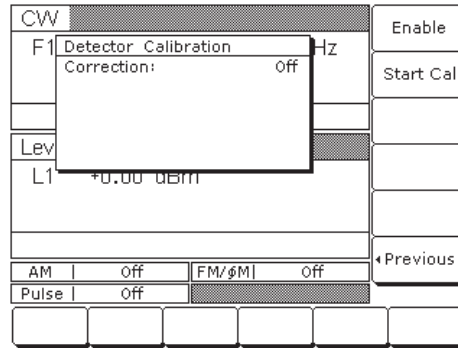 CW
F1 Hz
Detector Calibration
Correction: Off
Lev
L1 +0.00 dBm
AM | Off
FM/ϕM| Off
Pulse | Off
Enable
Start Cal
◂Previous